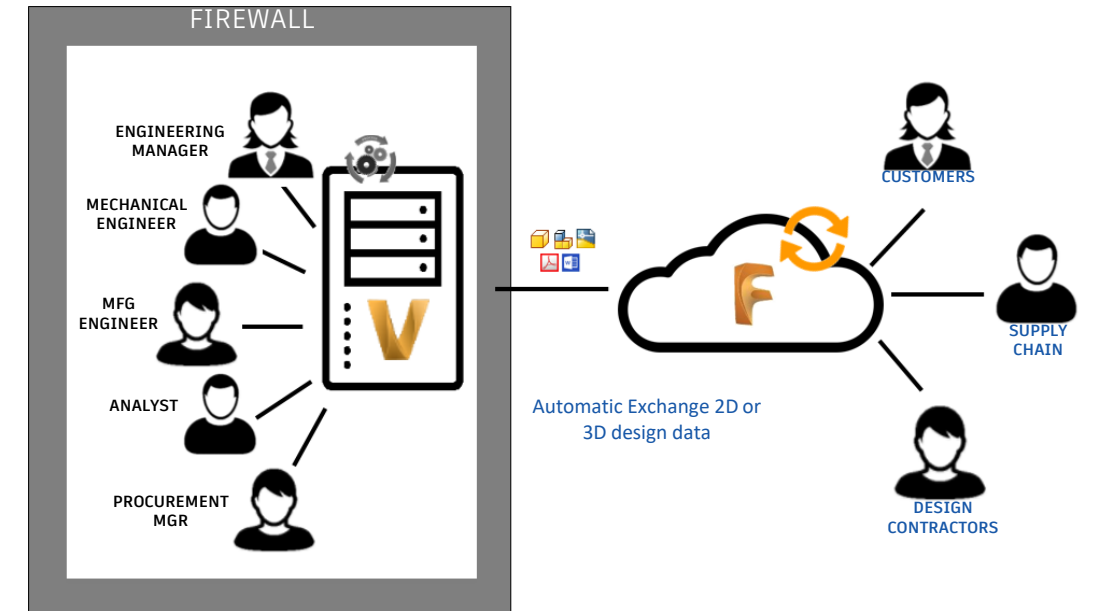 FIREWALL
ENGINEERING
MANAGER
MECHANICAL
ENGINEER
MFG
ENGINEER
ANALYST
PROCUREMENT
MGR
V
F
Automatic Exchange 2D or
3D design data
CUSTOMERS
SUPPLY
CHAIN
DESIGN
CONTRACTORS